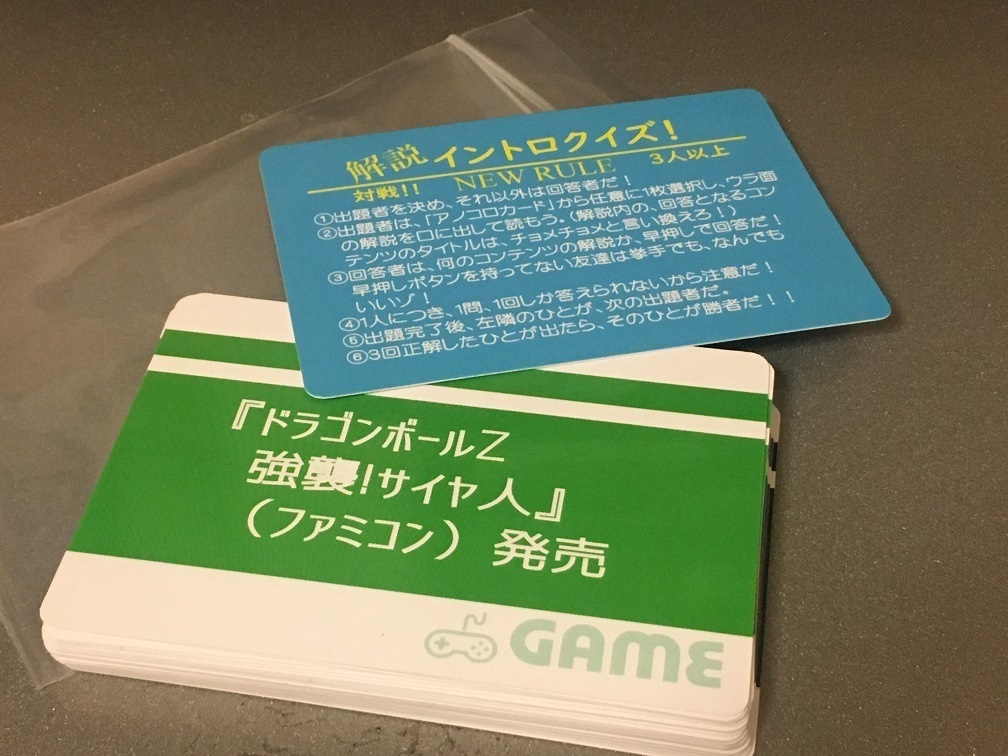 解説イントロクイズ!
対戦!! NEW RULE 3人以上
①出題者を決め、それ以外は回答者だ!
②出題者は、「アノコロカード」から任意に1枚選択し、ウラ面
の解説を口に出して読もう。(解説内の、回答となるコン
テンツのタイトルは、チョメチョメと言い換えろ!)
③回答者は、何のコンテンツの解説か、早押しで回答だ!
早押しボタンを持ってない友達は挙手でも、なんでも
いいゾ!
④1人につき、1問、1回しか答えられないから注意だ!
⑤出題完了後、左隣のひとが、次の出題者だ。
⑥3回正解したひとが出たら、そのひとが勝者だ!!
『ドラゴンボールZ
強襲!サイヤ人』
(ファミコン) 発売
GAME